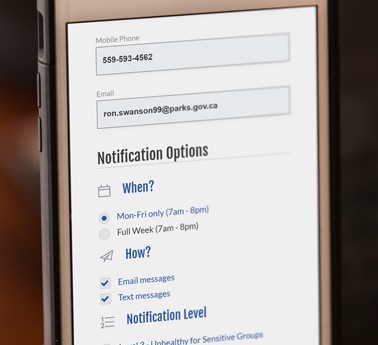 Mobile Phone
559-593-4562
Email
ron.swanson99@parks.gov.ca
Notification Options
When?
Mon-Fri only (7am - 8pm)
Full Week (7am - 8pm)
How?
Email messages
Text messages
Notification Level
- Unhealthy for Sensitive Groups